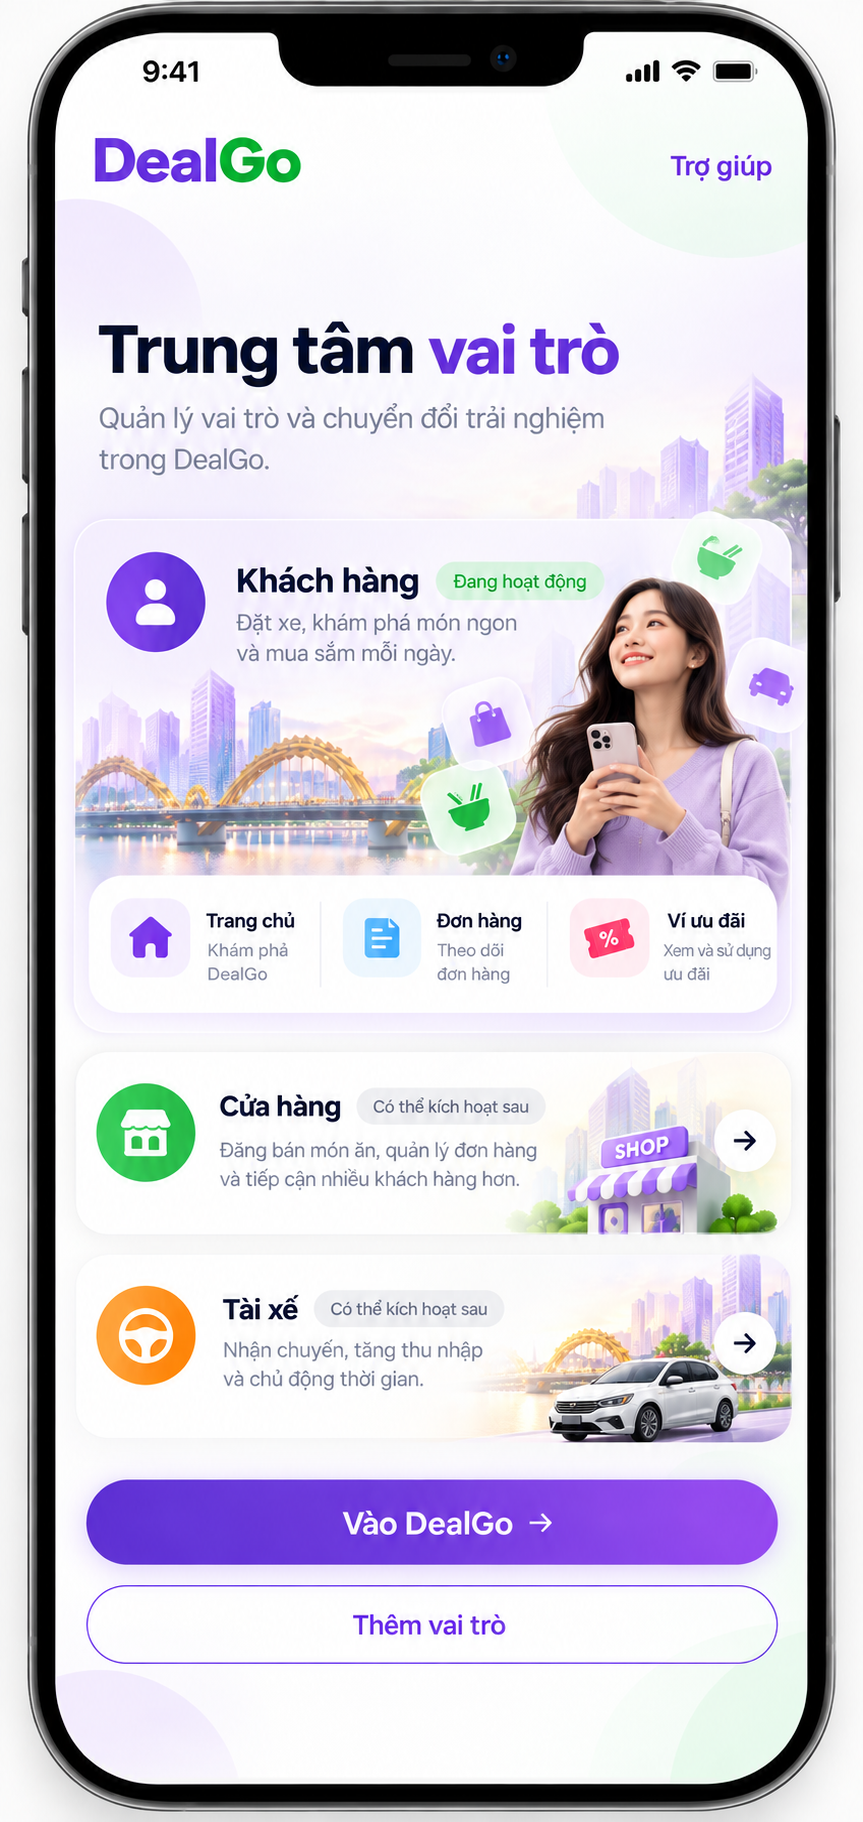 9:41
DealGo
Trợ giúp
Trung tâm vai trò
Quản lý vai trò và chuyển đổi trải nghiệm
trong DealGo.
Khách hàng
Đang hoạt động
Đặt xe, khám phá món ngon
và mua sắm mỗi ngày.
Trang chủ
Khám phả
DealGo
Đơn hàng
Theo dõi
đơn hàng
%
Ví ưu đãi
Xem và sử dụng
ưu đãi
Cửa hàng
Có thể kích hoạt sau
Đăng bán món ăn, quản lý đơn hàng
và tiếp cận nhiều khách hàng hơn.
SHOP
Tài xế
Có thể kích hoạt sau
Nhận chuyến, tăng thu nhập
và chủ động thời gian.
Vào DealGo →
Thêm vai trò